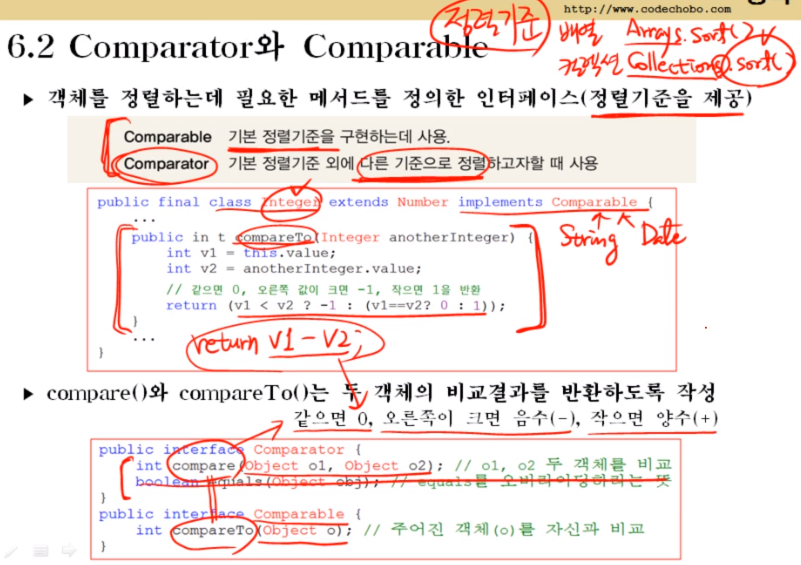 http://www.codechobo.com
정렬기준
배열 Arrays.sort()
컬렉션 Collections.sort()
6.2 Comparator와 Comparable
▶ 객체를 정렬하는데 필요한 메서드를 정의한 인터페이스(정렬기준을 제공)
Comparable 기본 정렬기준을 구현하는데 사용.
Comparator 기본 정렬기준 외에 다른 기준으로 정렬하고자할 때 사용
public final class Integer extends Number implements Comparable {
...
String Date
public in t compareTo(Integer anotherInteger) {
int v1 = this.value;
int v2 = anotherInteger.value;
// 같으면 0, 오른쪽 값이 크면 -1, 작으면 1을 반환
return (v1 < v2 ? -1 : (v1==v2? 0 : 1));
}
...
return v1-v2;
}
▶ compare()와 compareTo()는 두 객체의 비교결과를 반환하도록 작성
같으면 0, 오른쪽이 크면 음수(-), 작으면 양수(+)
public interface Comparator {
int compare(Object o1, Object o2); // o1, o2 두 객체를 비교
boolean equals(Object obj); // equals를 오버라이딩하라는 뜻
}
public interface Comparable {
int compareTo(Object o); // 주어진 객체(o)를 자신과 비교
}